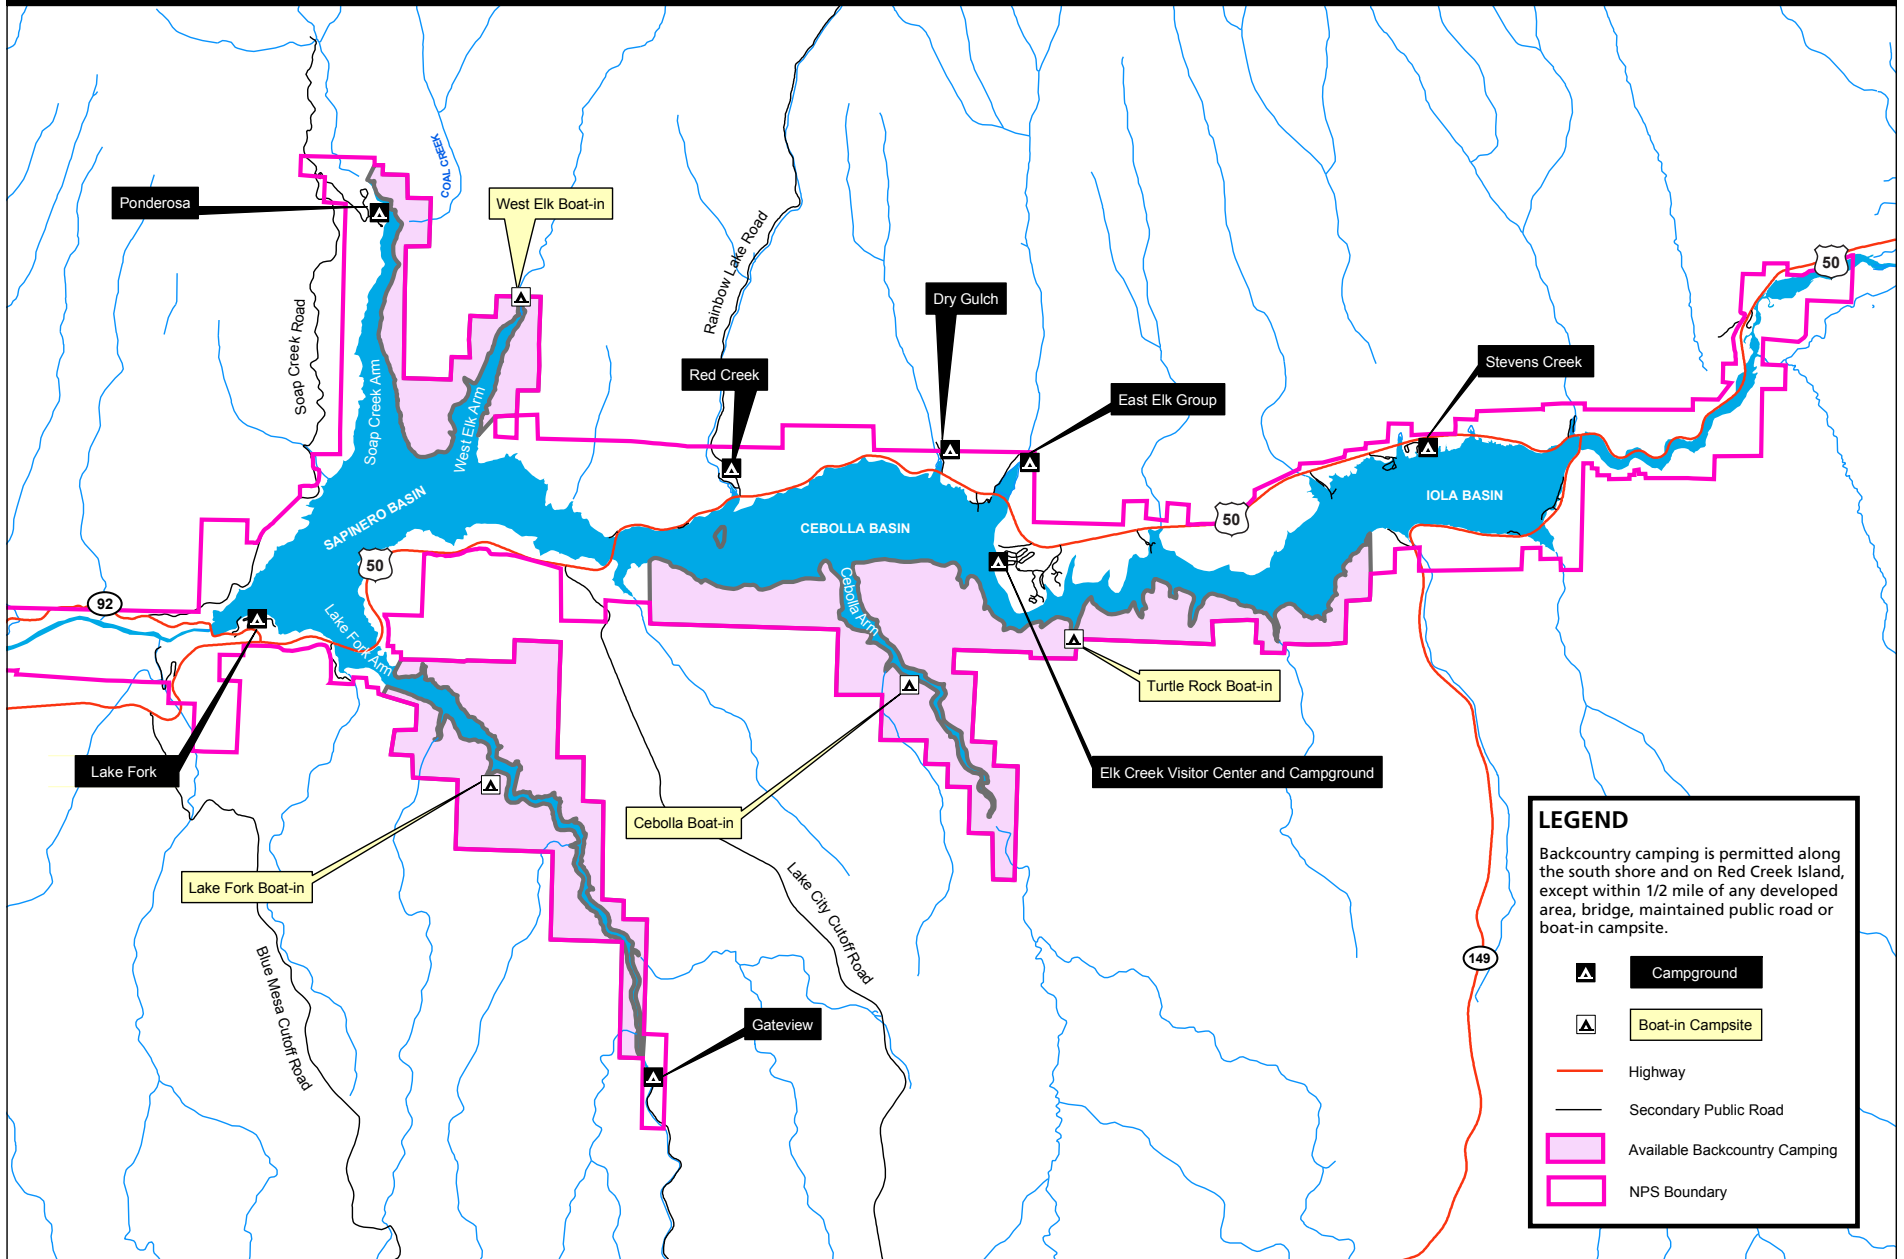 COAL CREEK
Ponderosa
West Elk Boat-in
Rainbow Lake Road
50
Dry Gulch
Soap Creek Road
Red Creek
Stevens Creek
East Elk Group
Soap Creek Arm
West Elk Arm
SAPINERO BASIN
CEBOLLA BASIN
IOLA BASIN
50
50
92
Lake Fork Arm
Cebolla Arm
Turtle Rock Boat-in
Lake Fork
Elk Creek Visitor Center and Campground
Cebolla Boat-in
Lake Fork Boat-in
Lake City Cutoff Road
Blue Mesa Cutoff Road
149
Gateview
LEGEND
Backcountry camping is permitted along
the south shore and on Red Creek Island,
except within 1/2 mile of any developed
area, bridge, maintained public road or
boat-in campsite.
Campground
Boat-in Campsite
Highway
Secondary Public Road
Available Backcountry Camping
NPS Boundary